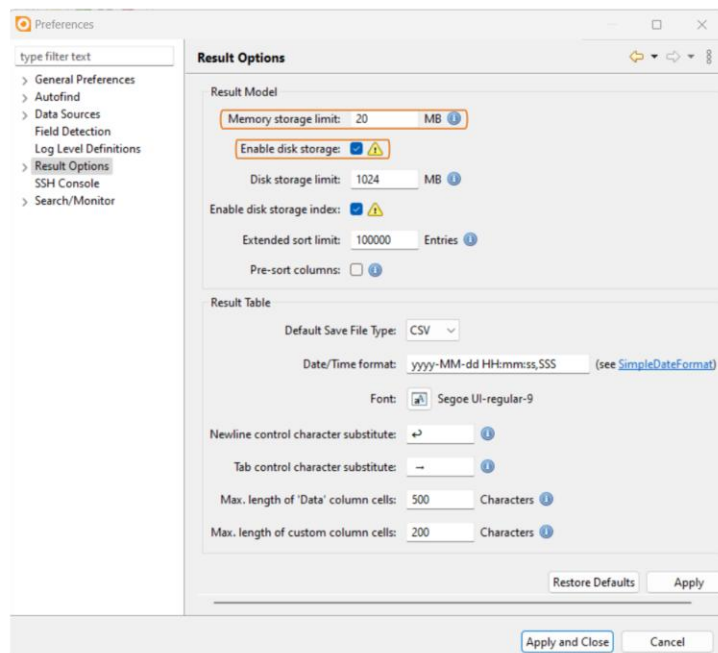 Preferences
type filter text
General Preferences
Autofind
Data Sources
Field Detection
Log Level Definitions
Result Options
SSH Console
Search/Monitor
Result Options
Result Model
Memory storage limit: 20 MB
Enable disk storage:
Disk storage limit: 1024 MB
Enable disk storage index:
Extended sort limit: 100000 Entries
Pre-sort columns:
Result Table
Default Save File Type: CSV
Date/Time format: yyyy-MM-dd HH:mm:ss,SSS (see SimpleDateFormat)
Font: Segoe UI-regular-9
Newline control character substitute: ↵
Tab control character substitute: →
Max. length of 'Data' column cells: 500 Characters
Max. length of custom column cells: 200 Characters
Restore Defaults Apply
Apply and Close Cancel